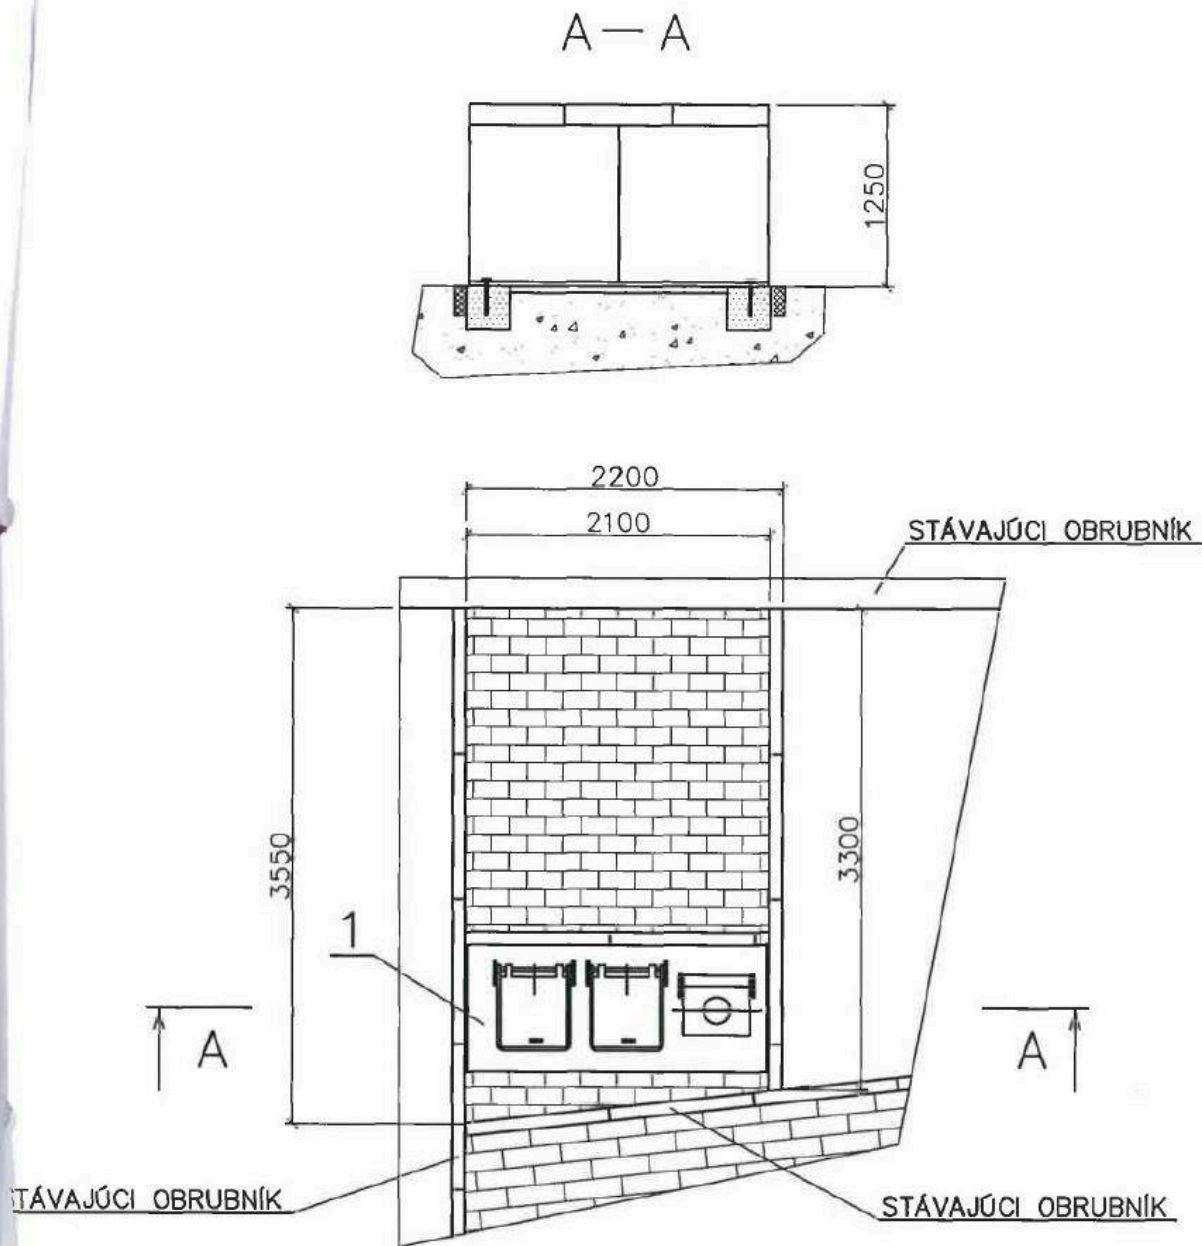 A — A
1250
2200
2100
STÁVAJÚCI OBRUBNÍK
3550
3300
1
A
A
STÁVAJÚCI OBRUBNÍK
STÁVAJÚCI OBRUBNÍK